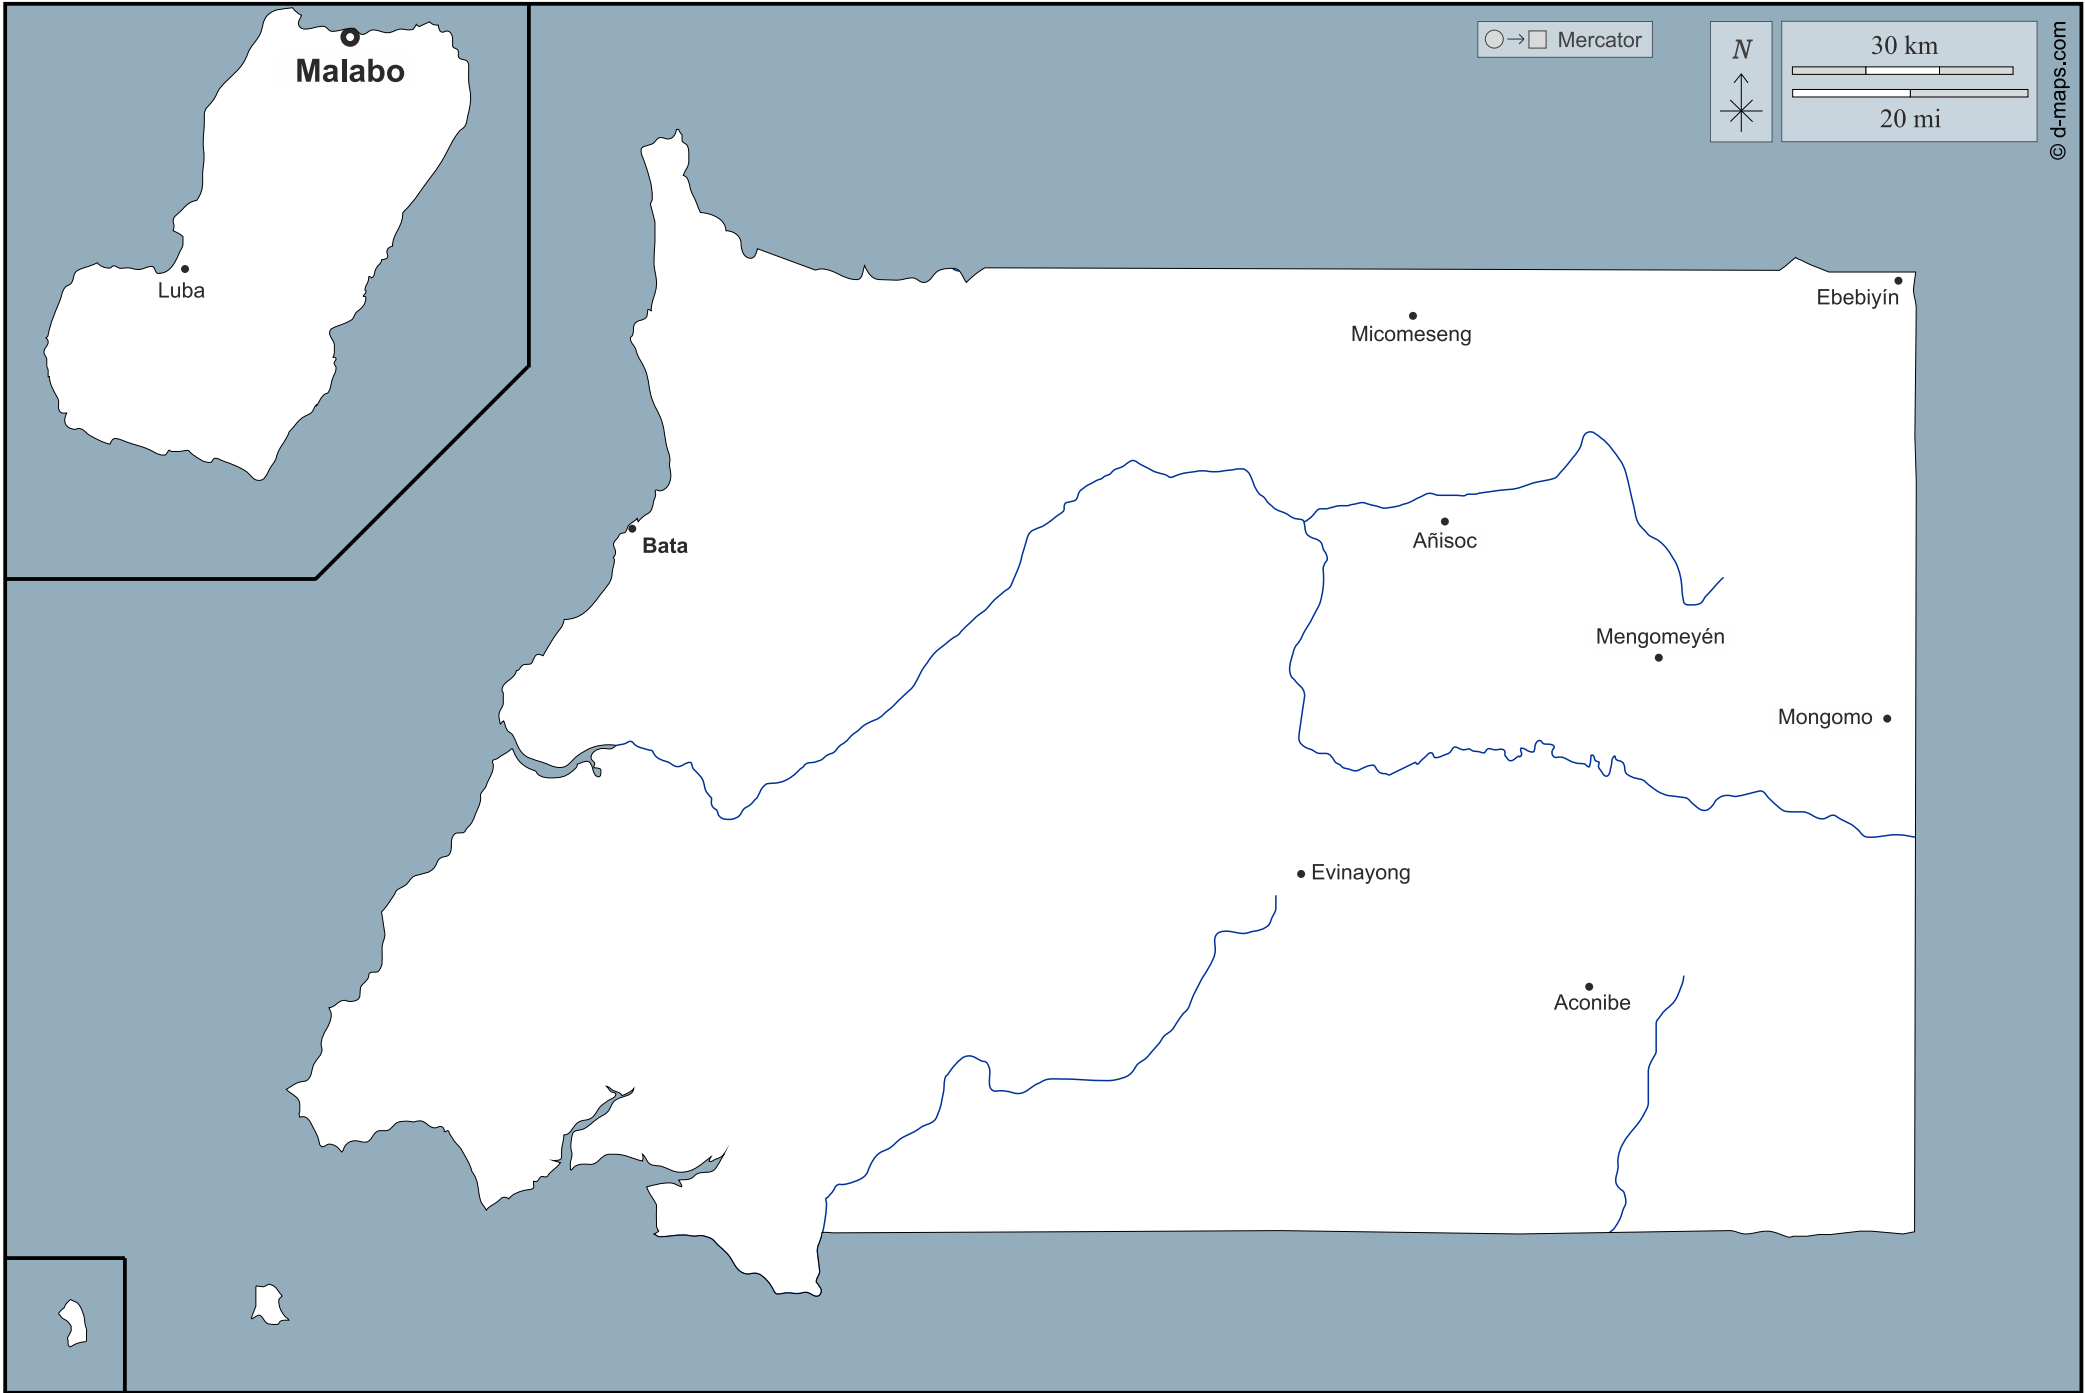 Malabo
Luba
Mercator
N
30 km
20 mi
© d-maps.com
Ebebiyín
Micomeseng
Bata
Añisoc
Mengomeyén
Mongomo
Evinayong
Aconibe